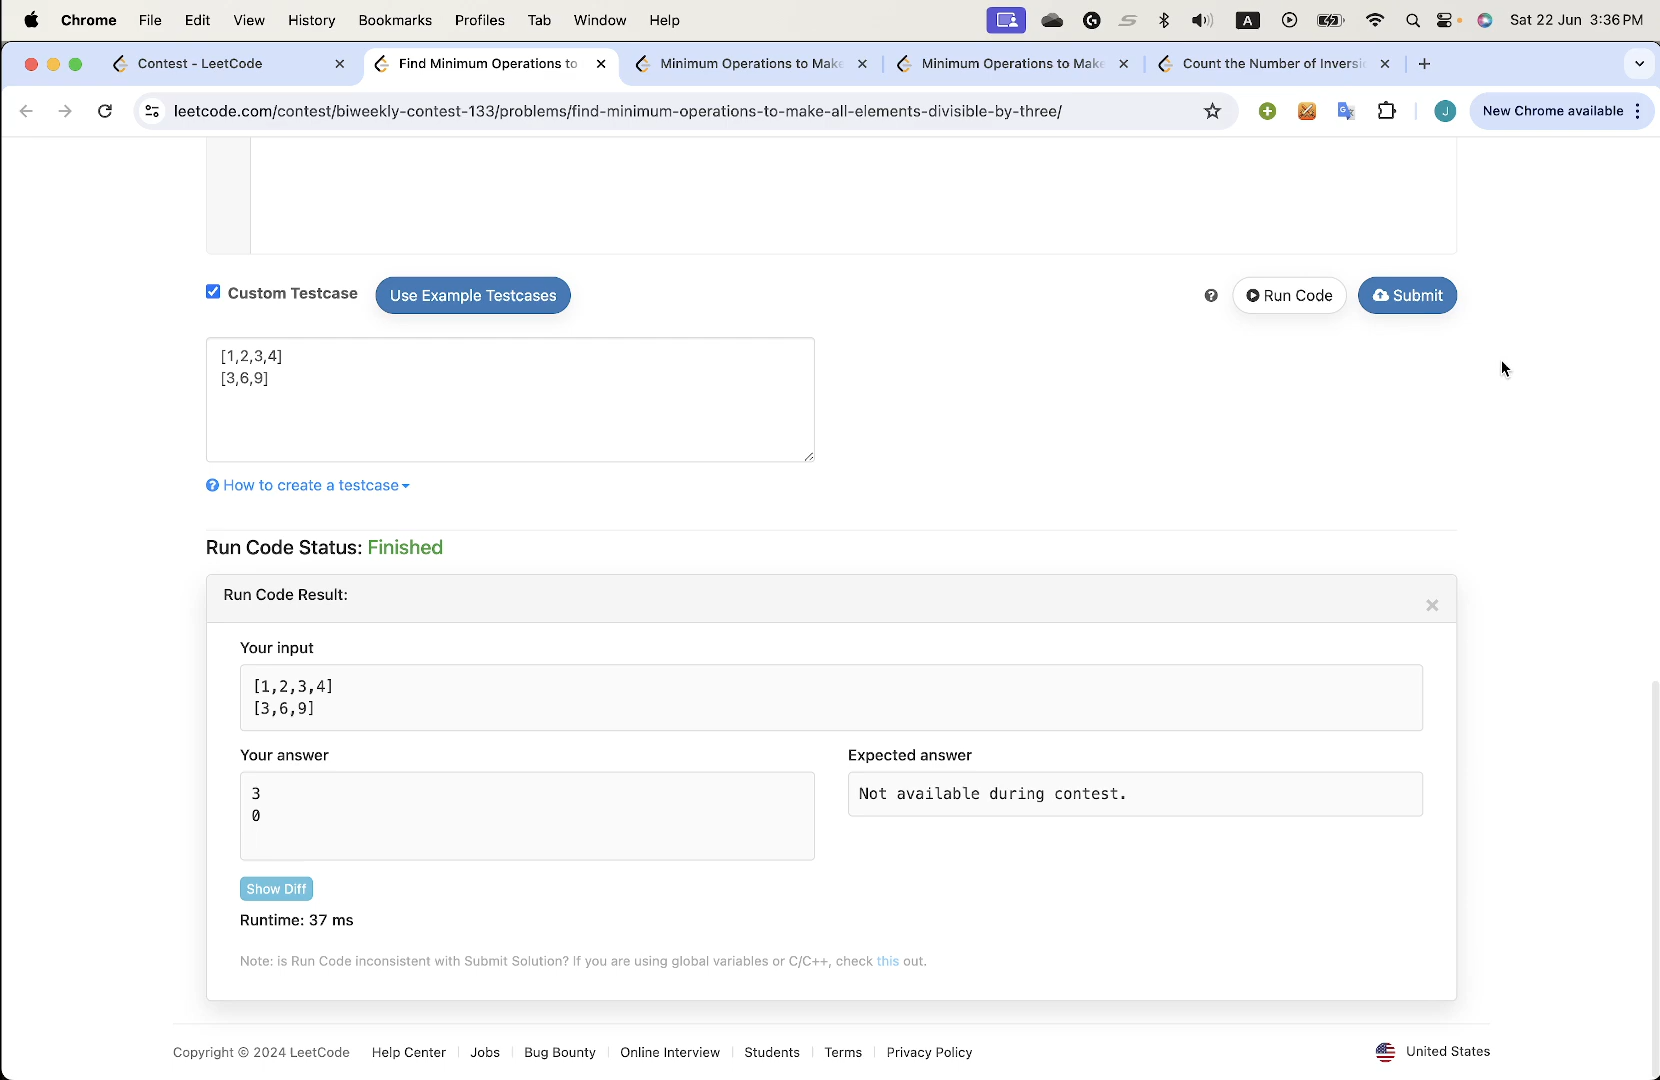 Chrome File Edit View History Bookmarks Profiles Tab Window Help A Sat 22 Jun 3:36 PM
Contest - LeetCode Find Minimum Operations to Minimum Operations to Make Minimum Operations to Make Count the Number of Inversi
leetcode.com/contest/biweekly-contest-133/problems/find-minimum-operations-to-make-all-elements-divisible-by-three/ J New Chrome available
Custom Testcase Use Example Testcases Run Code Submit
[1,2,3,4]
[3,6,9]
How to create a testcase
Run Code Status: Finished
Run Code Result:
Your input
[1,2,3,4]
[3,6,9]
Your answer Expected answer
3 Not available during contest.
0
Show Diff
Runtime: 37 ms
Note: is Run Code inconsistent with Submit Solution? If you are using global variables or C/C++, check this out.
Copyright © 2024 LeetCode Help Center Jobs Bug Bounty Online Interview Students Terms Privacy Policy United States